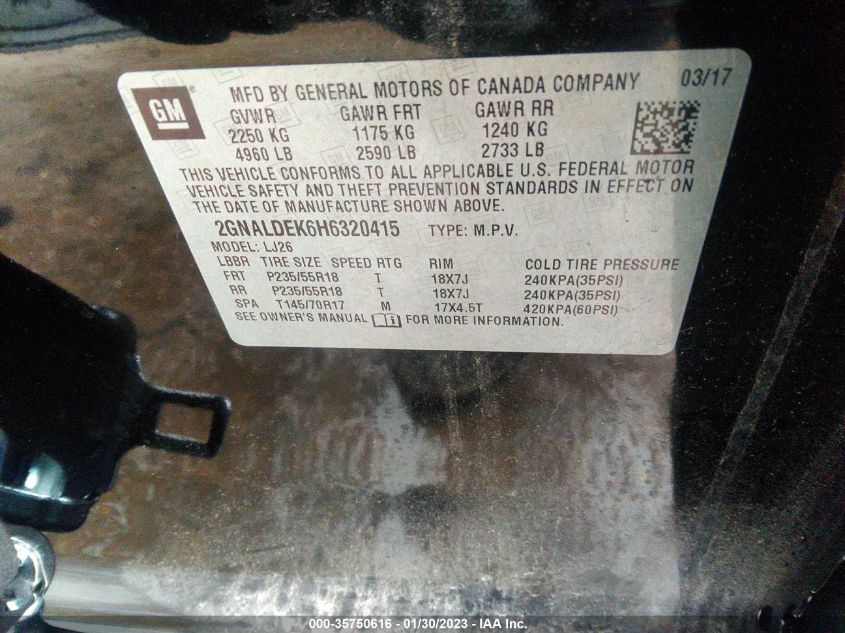 GM ® MFD BY GENERAL MOTORS OF CANADA COMPANY 03/17
GVWR GAWR FRT GAWR RR
2250 KG 1175 KG 1240 KG
4960 LB 2590 LB 2733 LB
THIS VEHICLE CONFORMS TO ALL APPLICABLE U.S. FEDERAL MOTOR
VEHICLE SAFETY AND THEFT PREVENTION STANDARDS IN EFFECT ON
THE DATE OF MANUFACTURE SHOWN ABOVE.
2GNALDEK6H6320415 TYPE: M.P.V.
MODEL: LJ26
LBBR TIRE SIZE SPEED RTG RIM COLD TIRE PRESSURE
FRT P235/55R18 T 18X7J 240KPA(35PSI)
RR P235/55R18 T 18X7J 240KPA(35PSI)
SPA T145/70R17 M 17X4.5T 420KPA(60PSI)
SEE OWNER'S MANUAL FOR MORE INFORMATION.
000-35750616 - 01/30/2023 - IAA Inc.